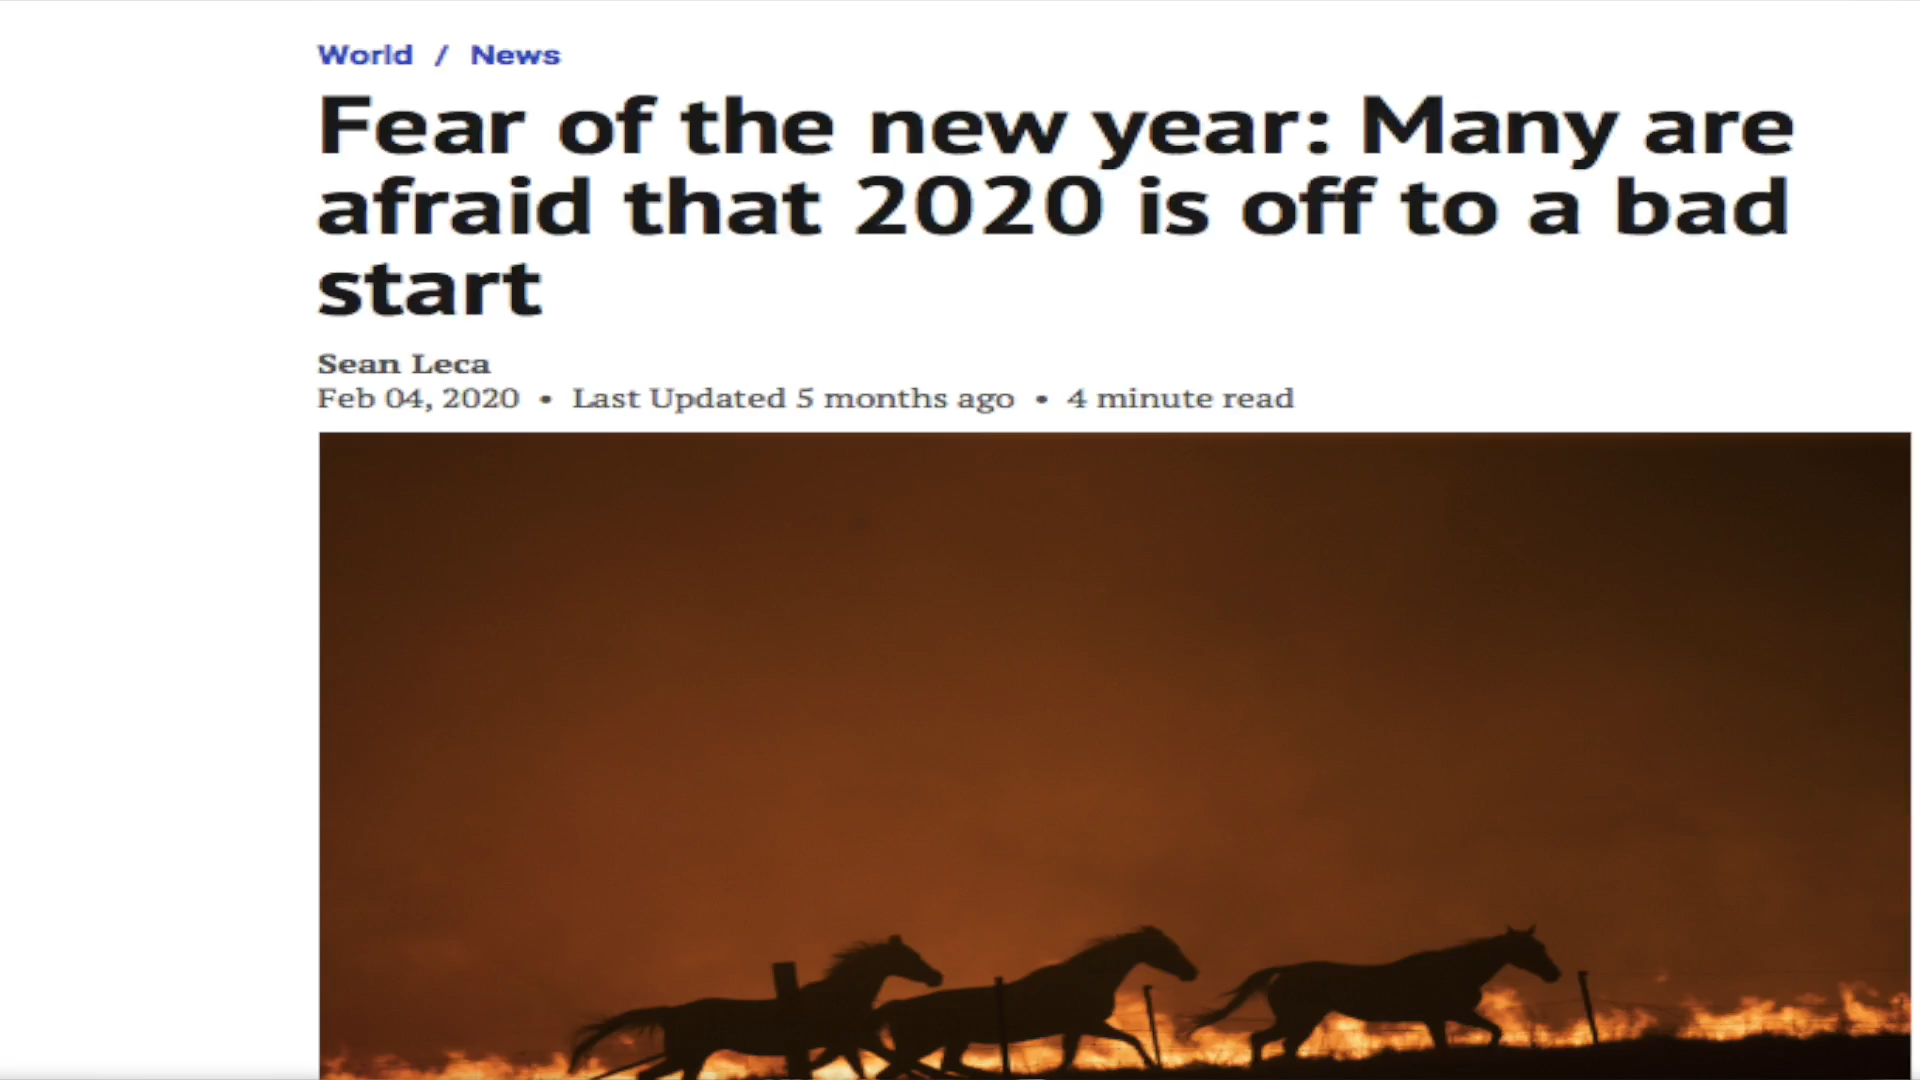 World / News
Fear of the new year: Many are
afraid that 2020 is off to a bad
start
Sean Leca
Feb 04, 2020 • Last Updated 5 months ago • 4 minute read